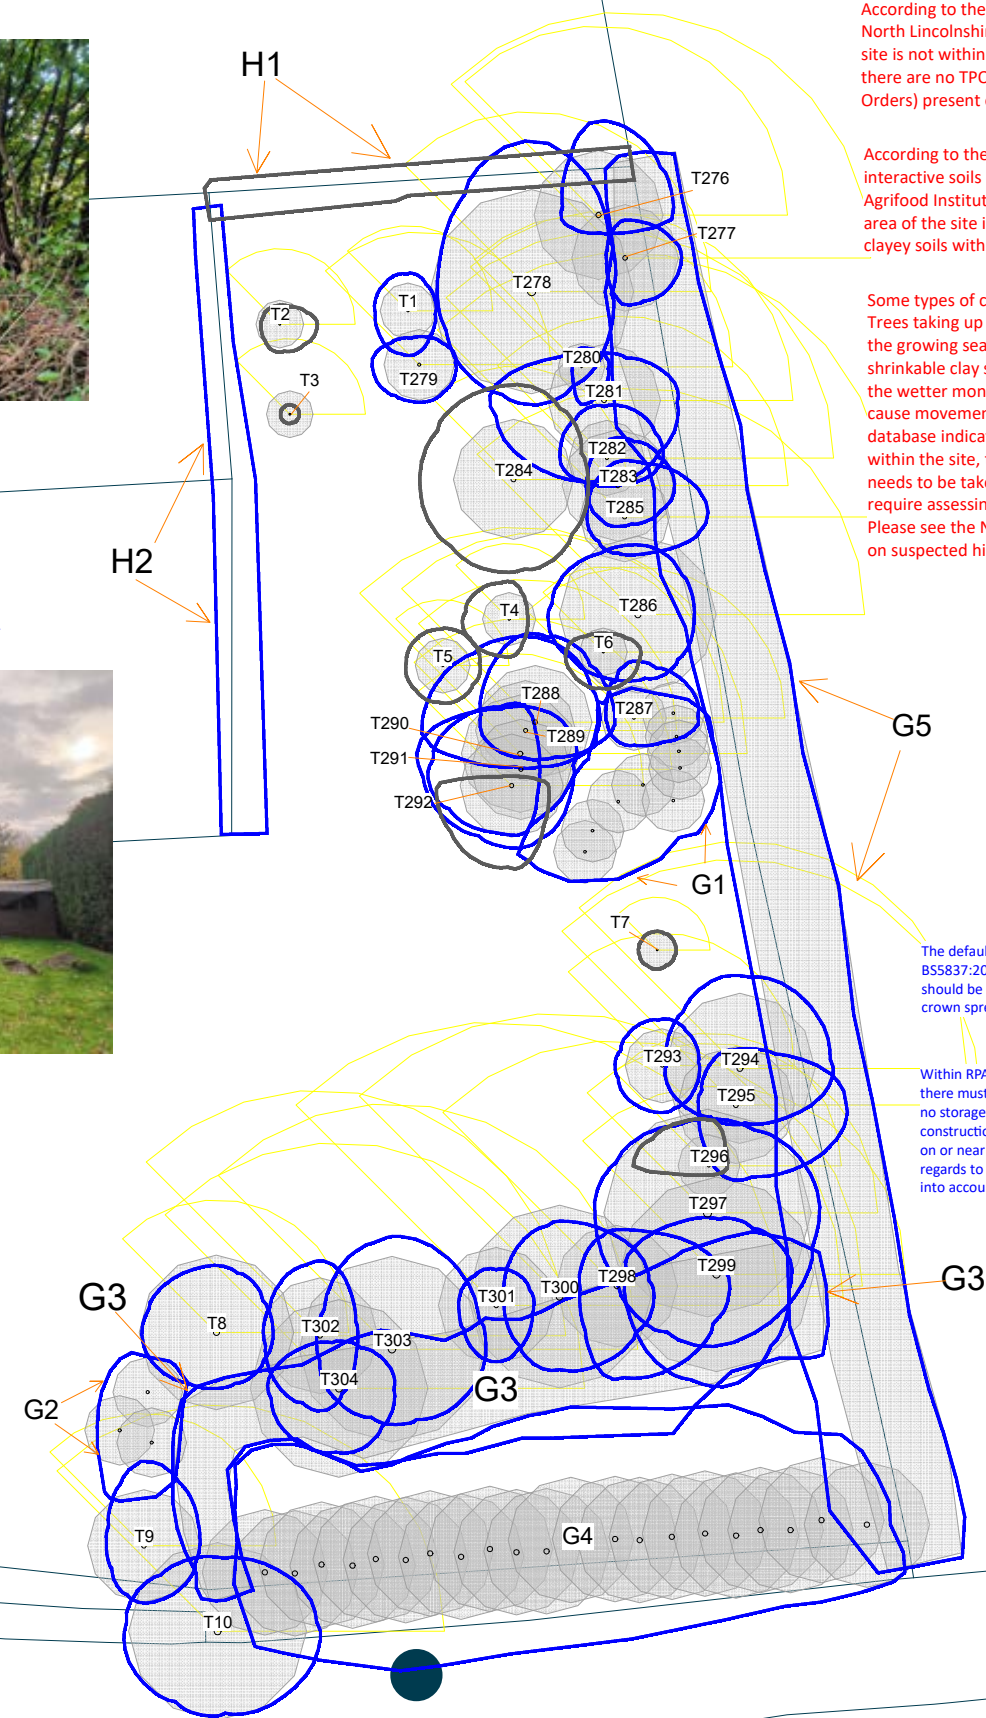 According to the
North Lincolnshir
site is not within
there are no TPO
Orders) present
According to the
interactive soils
Agrifood Institut
area of the site i
clayey soils with
Some types of c
Trees taking up
the growing sea
shrinkable clay s
the wetter mon
cause movemen
database indica
within the site,
needs to be take
require assessin
Please see the N
on suspected hi
H1
T276
T277
T278
T1
T2
T279
T280
T3
T281
T282
T284
T283
T285
H2
T4
T286
T5
T6
T288
T287
T290
T289
G5
T291
T292
G1
T7
The defaul
BS5837:20
should be
crown spre
T293
T294
Within RPA
there must
no storage
constructio
on or near
regards to
into accou
T295
T296
T297
T299
G3
T298
T300
T301
G3
T8
T302
T303
T304
G3
G2
T9
G4
T10